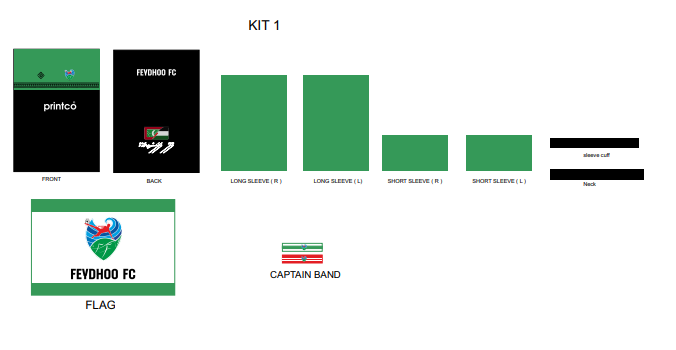 KIT 1
FEYDHOO FC
printcó
FRONT
BACK
LONG SLEEVE ( R )
LONG SLEEVE ( L)
SHORT SLEEVE ( R )
SHORT SLEEVE ( L )
sleeve cuff
Neck
FF
FEYDHOO FC
FLAG
CAPTAIN BAND